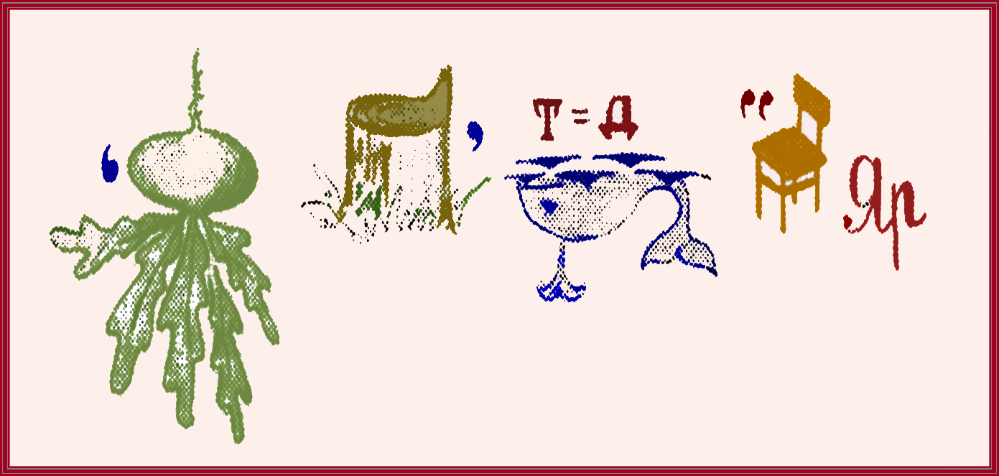 ‘ ’ Т = Д “ Яр